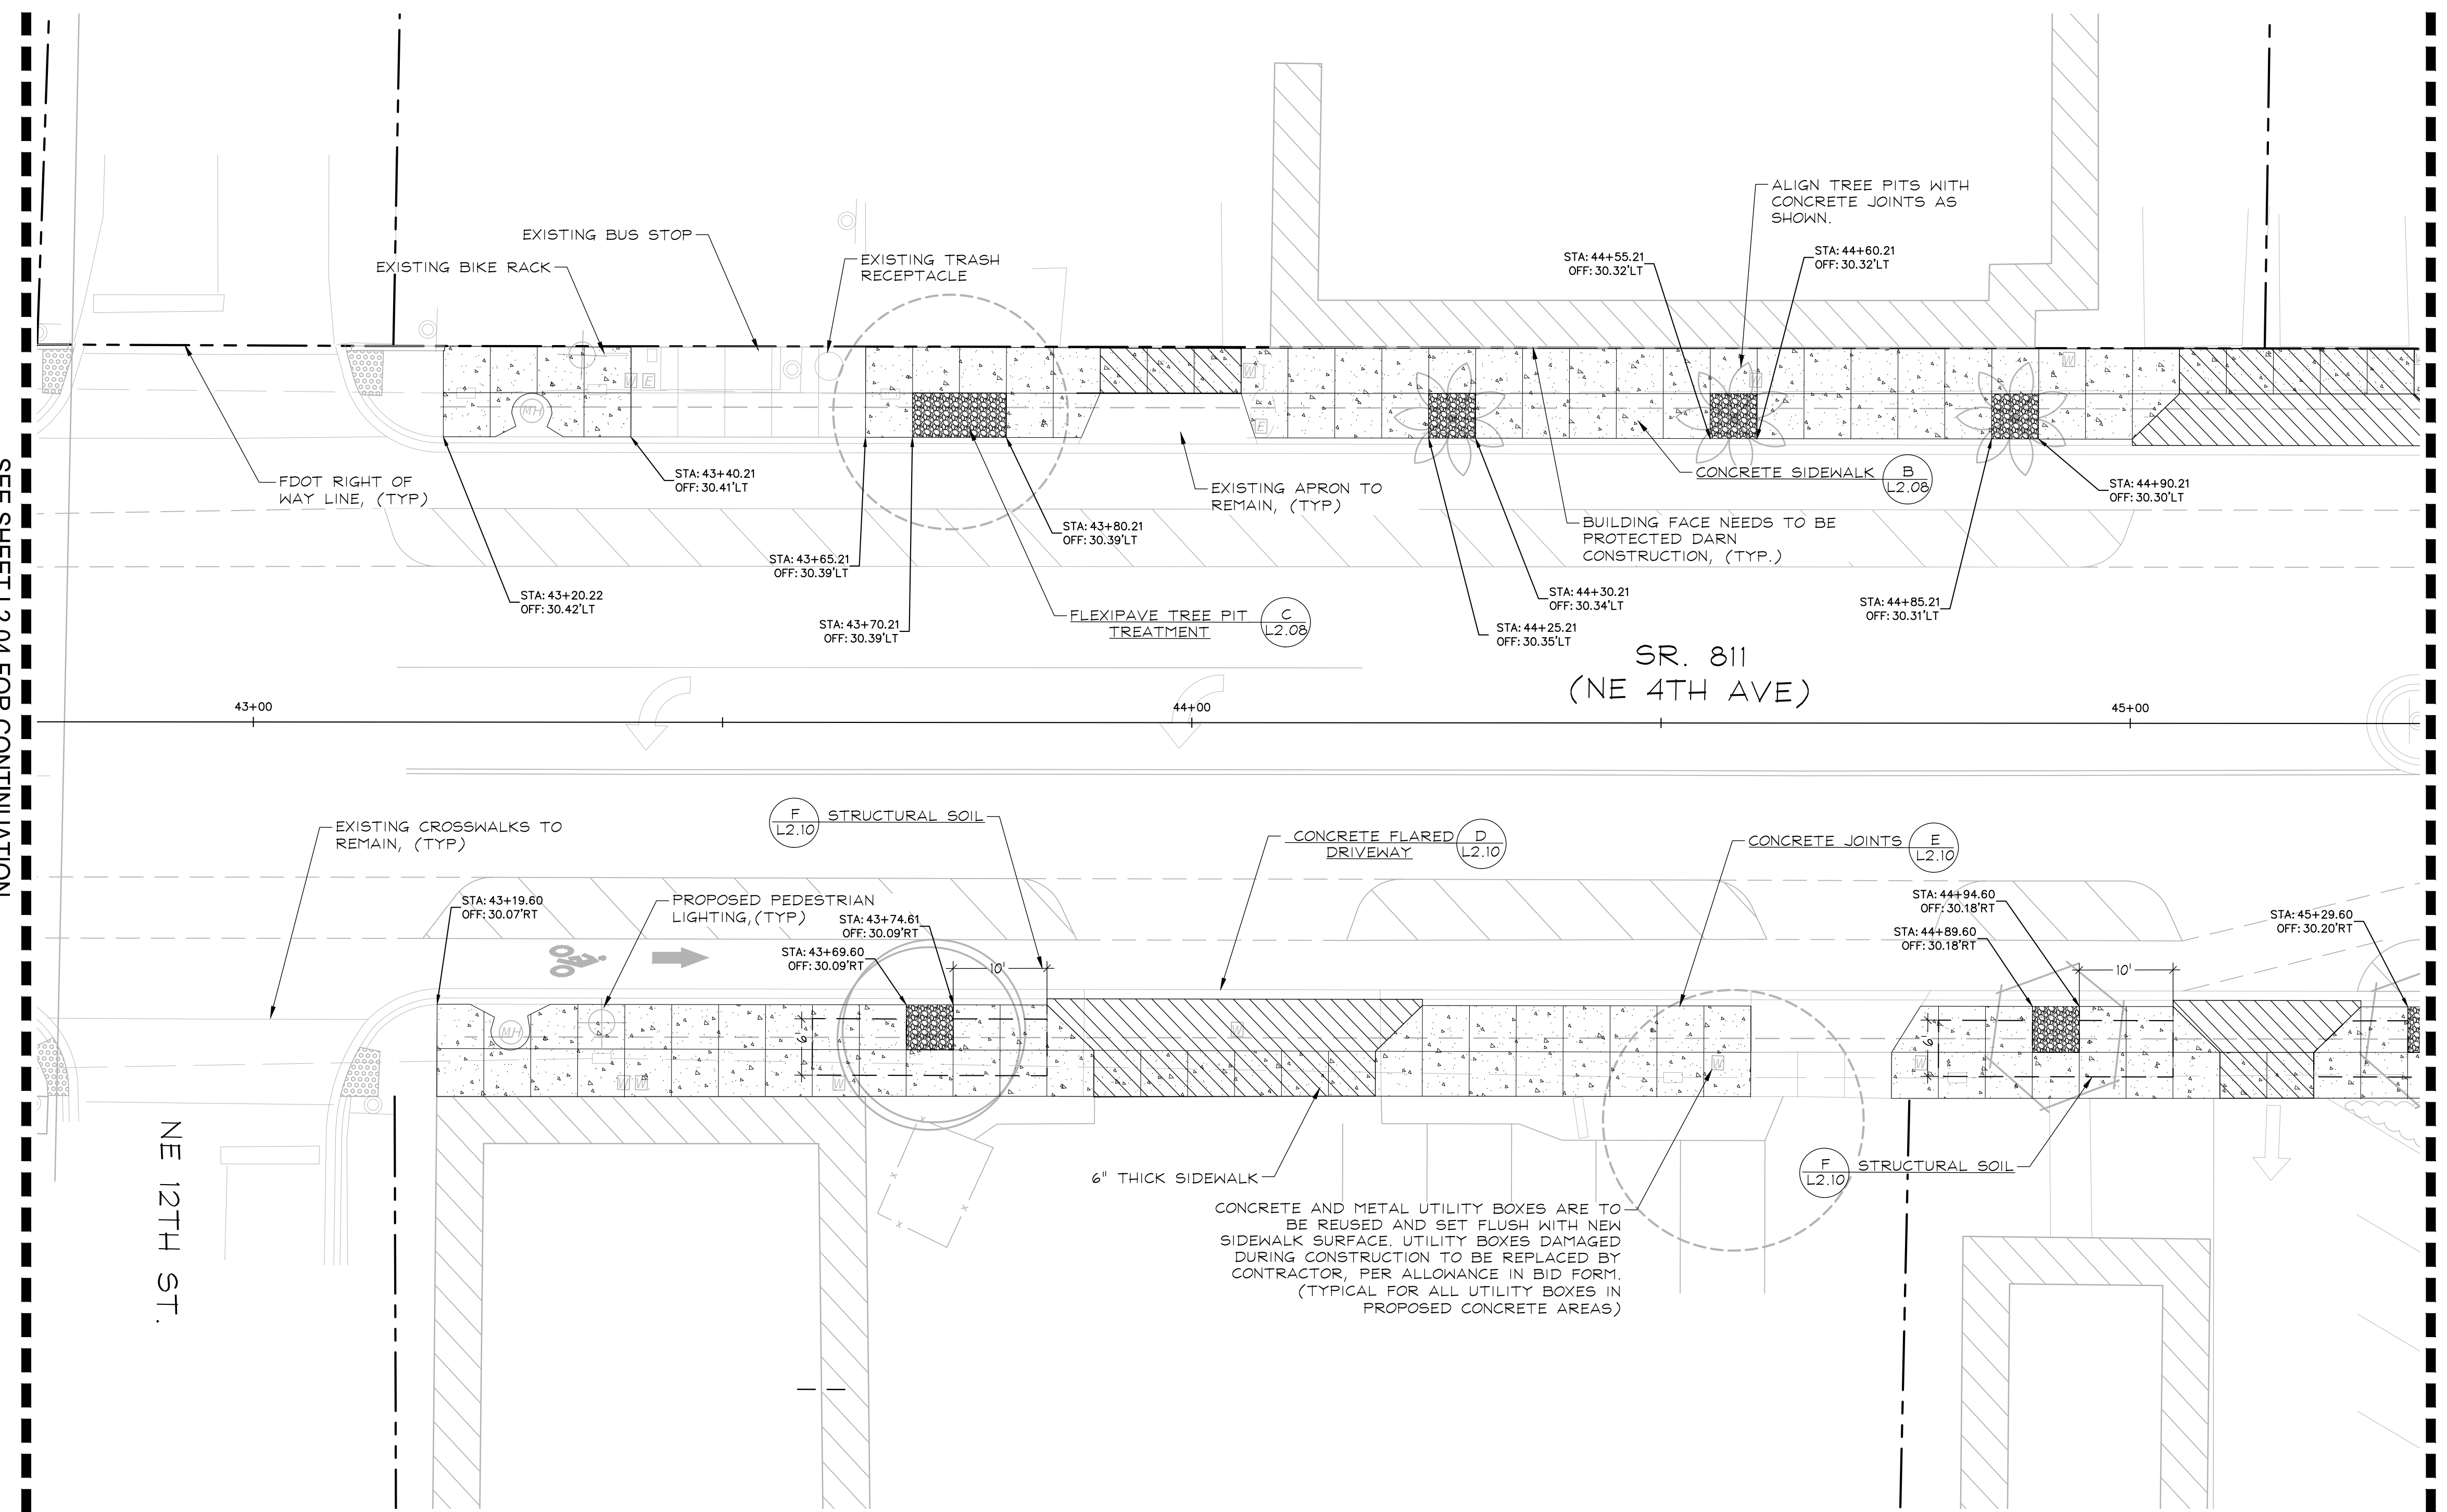 ALIGN TREE PITS WITH
CONCRETE JOINTS AS
SHOWN.
EXISTING BUS STOP
EXISTING BIKE RACK
EXISTING TRASH
RECEPTACLE
STA: 44+55.21
OFF: 30.32'LT
STA: 44+60.21
OFF: 30.32'LT
W E
W
W
W
E
MH
FDOT RIGHT OF
WAY LINE, (TYP)
STA: 43+40.21
OFF: 30.41'LT
EXISTING APRON TO
REMAIN, (TYP)
CONCRETE SIDEWALK
B
L2.08
STA: 44+90.21
OFF: 30.30'LT
STA: 43+80.21
OFF: 30.39'LT
BUILDING FACE NEEDS TO BE
PROTECTED DARN
CONSTRUCTION, (TYP.)
STA: 43+65.21
OFF: 30.39'LT
STA: 43+20.22
OFF: 30.42'LT
STA: 43+70.21
OFF: 30.39'LT
FLEXIPAVE TREE PIT
TREATMENT
C
L2.08
STA: 44+30.21
OFF: 30.34'LT
STA: 44+25.21
OFF: 30.35'LT
STA: 44+85.21
OFF: 30.31'LT
SR. 811
(NE 4TH AVE)
43+00
44+00
45+00
SEE SHEET L2.04 FOR CONTINUATION
EXISTING CROSSWALKS TO
REMAIN, (TYP)
F
L2.10
STRUCTURAL SOIL
CONCRETE FLARED
DRIVEWAY
D
L2.10
CONCRETE JOINTS
E
L2.10
STA: 43+19.60
OFF: 30.07'RT
PROPOSED PEDESTRIAN
LIGHTING,(TYP)
STA: 43+74.61
OFF: 30.09'RT
STA: 43+69.60
OFF: 30.09'RT
10'
STA: 44+94.60
OFF: 30.18'RT
STA: 44+89.60
OFF: 30.18'RT
10'
STA: 45+29.60
OFF: 30.20'RT
MH
6'
W
6'
W
W
W
W
NE 12TH ST.
6" THICK SIDEWALK
F
L2.10
STRUCTURAL SOIL
CONCRETE AND METAL UTILITY BOXES ARE TO
BE REUSED AND SET FLUSH WITH NEW
SIDEWALK SURFACE. UTILITY BOXES DAMAGED
DURING CONSTRUCTION TO BE REPLACED BY
CONTRACTOR, PER ALLOWANCE IN BID FORM.
(TYPICAL FOR ALL UTILITY BOXES IN
PROPOSED CONCRETE AREAS)